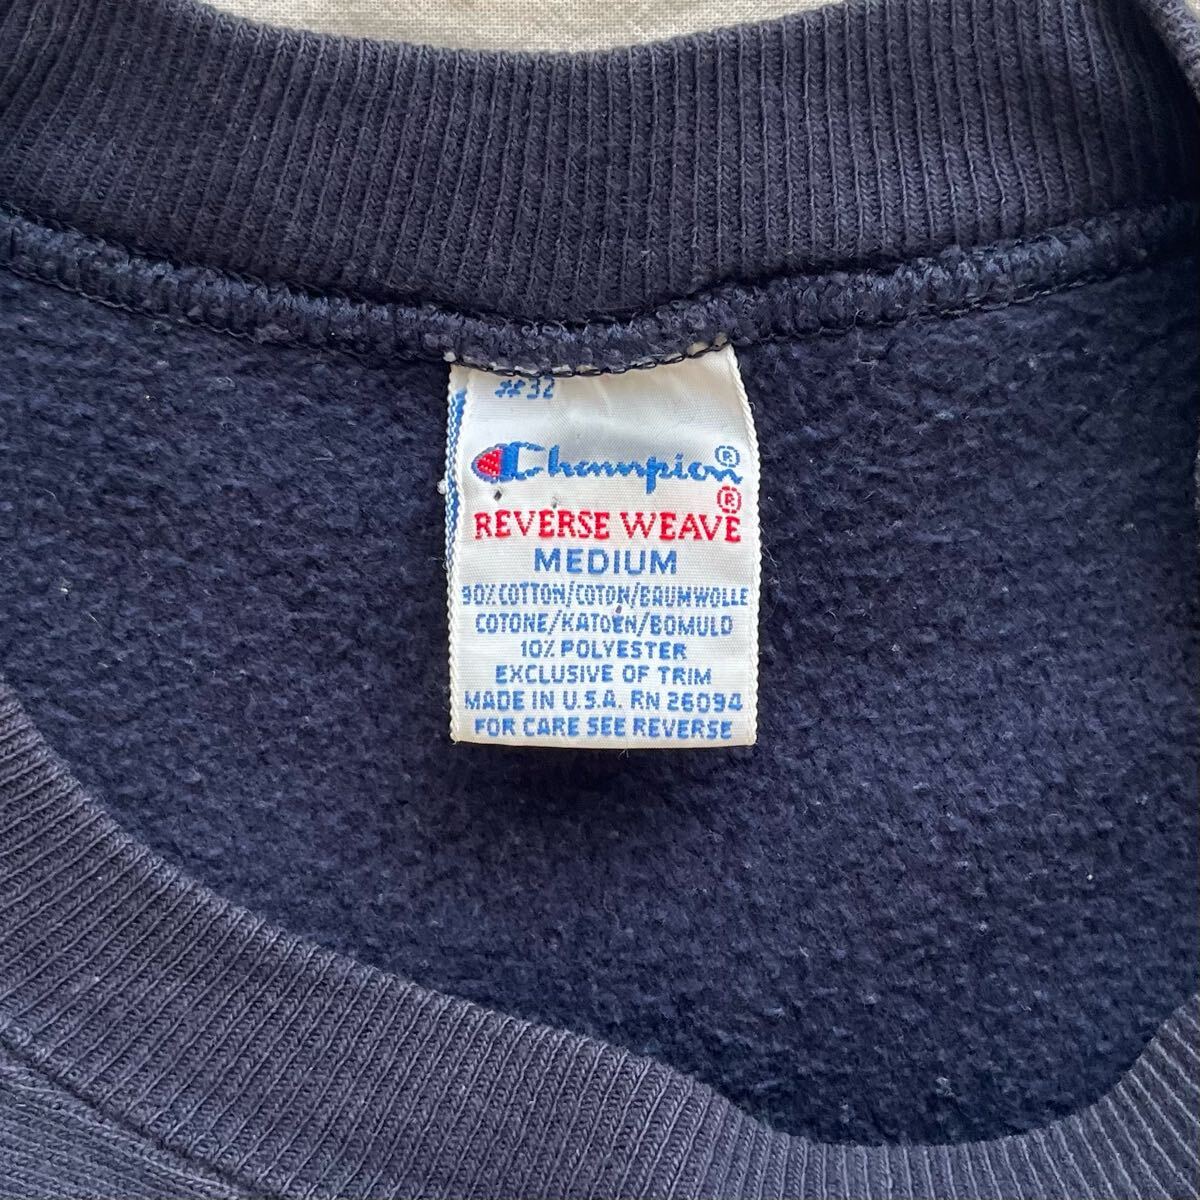 #32
Champion®
REVERSE WEAVE®
MEDIUM
90% COTTON/COTON/BAUMWOLLE
COTONE/KATOEN/BOMULD
10% POLYESTER
EXCLUSIVE OF TRIM
MADE IN U.S.A. RN 26094
FOR CARE SEE REVERSE